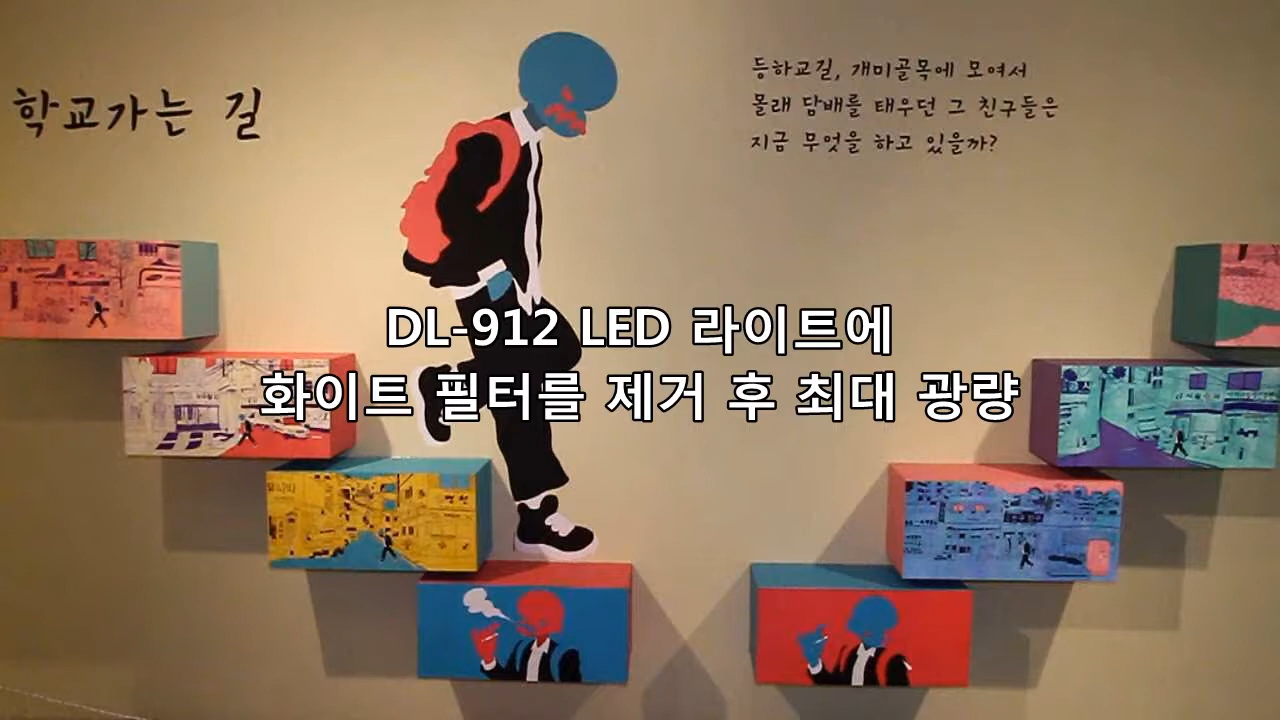 학교가는 길
등하교길, 개미골목에 모여서
몰래 담배를 태우던 그 친구들은
지금 무엇을 하고 있을까?
DL-912 LED 라이트에
화이트 필터를 제거 후 최대 광량